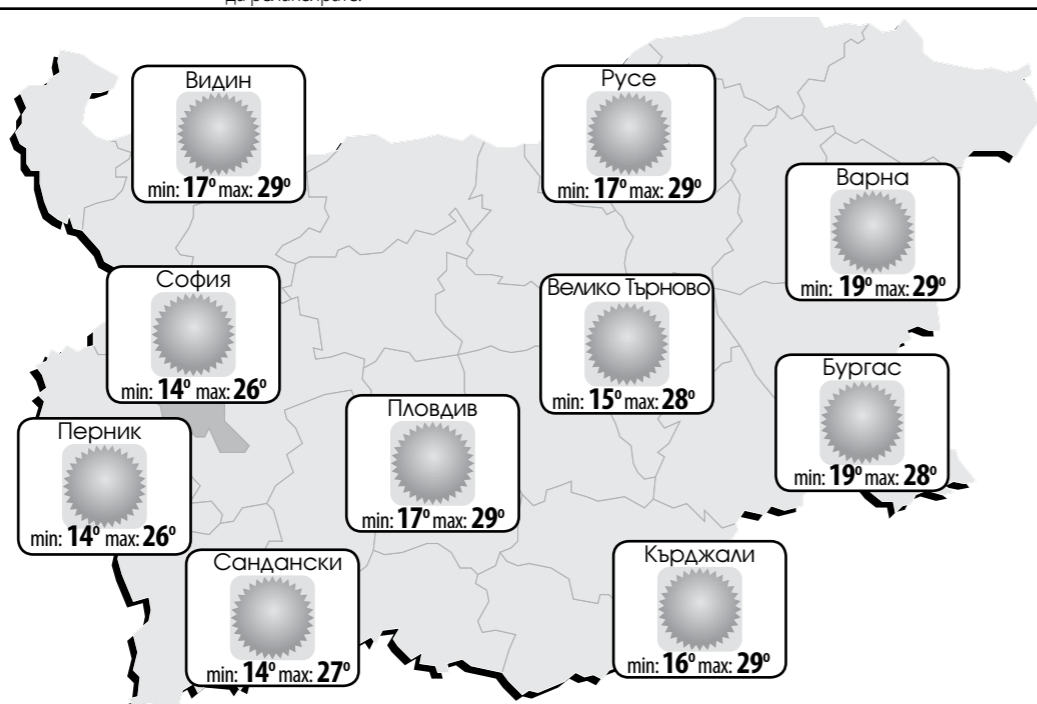 Видин
min: 17° max: 29°
Русе
min: 17° max: 29°
Варна
min: 19° max: 29°
София
min: 14° max: 26°
Велико Търново
min: 15° max: 28°
Бургас
min: 19° max: 28°
Пловдив
min: 17° max: 29°
Перник
min: 14° max: 26°
Сандански
min: 14° max: 27°
Кърджали
min: 16° max: 29°